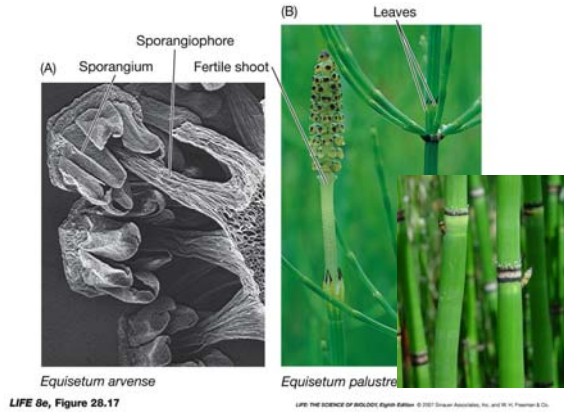 (A)
Sporangium
Sporangiophore
Fertile shoot
(B)
Leaves
Equisetum arvense
Equisetum palustre
LIFE 8e, Figure 28.17
LIFE: THE SCIENCE OF BIOLOGY, Eighth Edition © 2007 Sinauer Associates, Inc. and W. H. Freeman & Co.